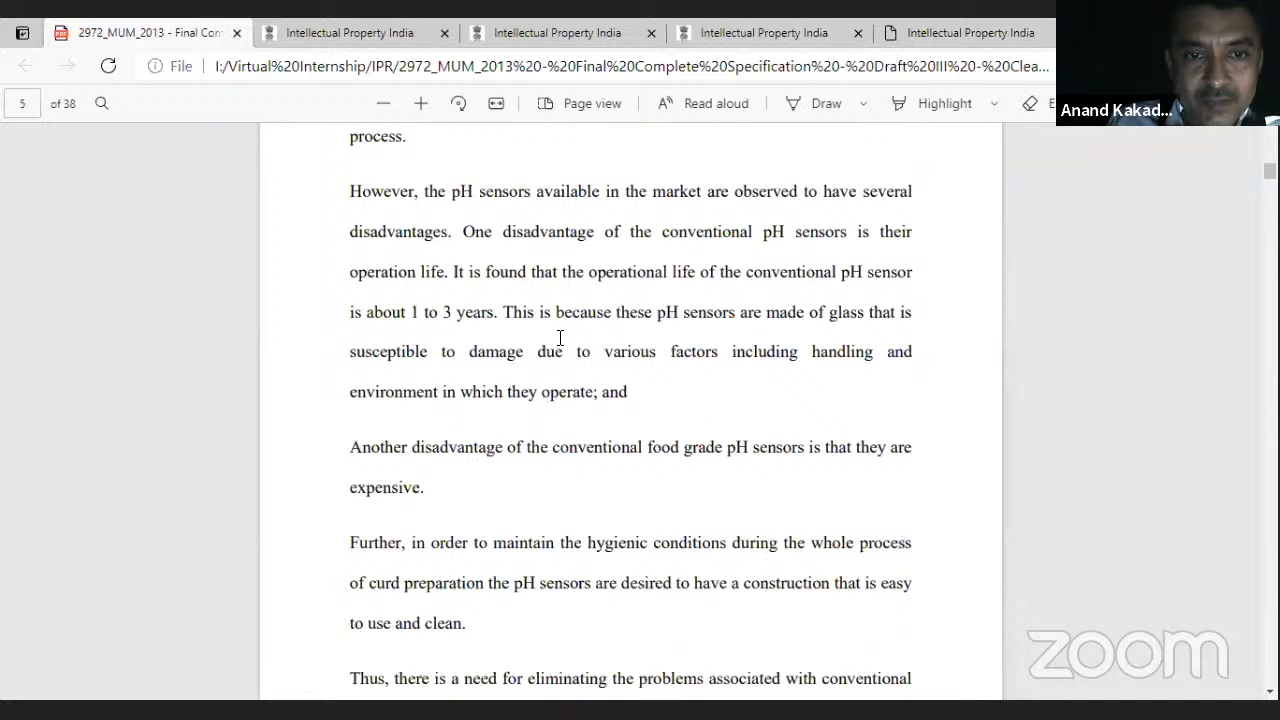 2972_MUM_2013 - Final Con
Intellectual Property India
Intellectual Property India
Intellectual Property India
Intellectual Property India
File
I:/Virtual%20Internship/IPR/2972_MUM_2013%20-%20Final%20Complete%20Specification%20-%20Draft%20III%20-%20Clea...
Anand Kakad...
5
of 38
Page view
Read aloud
Draw
Highlight
process.
However, the pH sensors available in the market are observed to have several
disadvantages. One disadvantage of the conventional pH sensors is their
operation life. It is found that the operational life of the conventional pH sensor
is about 1 to 3 years. This is because these pH sensors are made of glass that is
susceptible to damage due to various factors including handling and
environment in which they operate; and
Another disadvantage of the conventional food grade pH sensors is that they are
expensive.
Further, in order to maintain the hygienic conditions during the whole process
of curd preparation the pH sensors are desired to have a construction that is easy
to use and clean.
Thus, there is a need for eliminating the problems associated with conventional
zoom